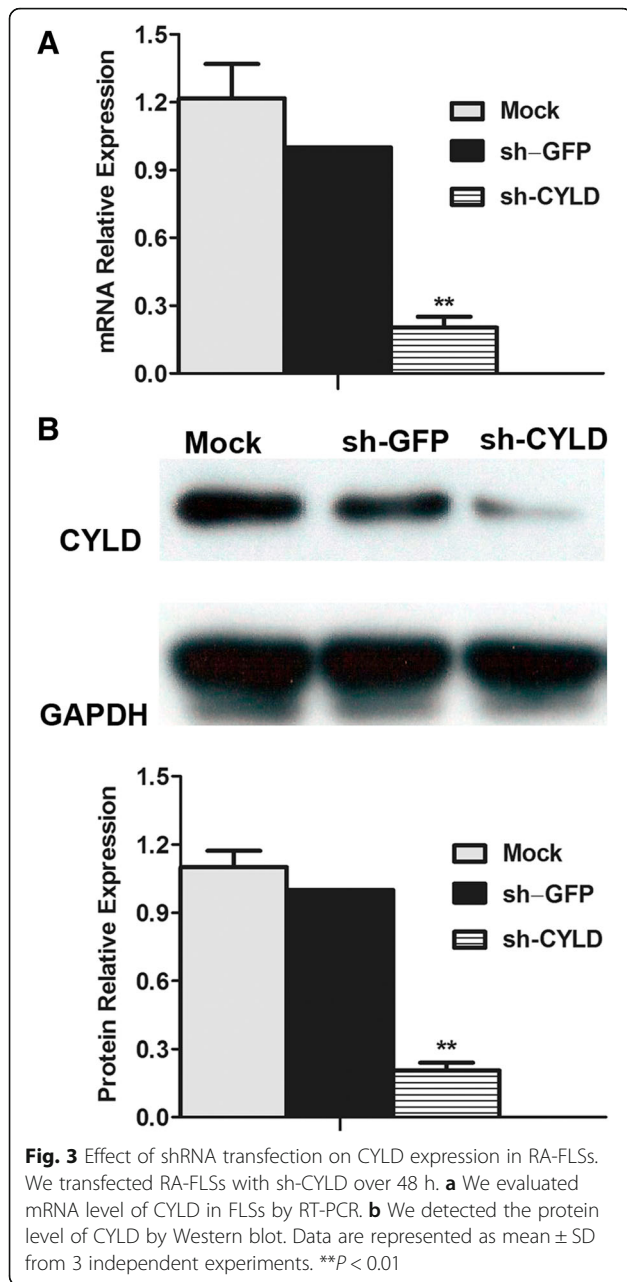 A
1.5
1.2
0.9
0.6
0.3
0.0
mRNA Relative Expression
Mock
sh–GFP
sh-CYLD
**
B
Mock sh-GFP sh-CYLD
CYLD
GAPDH
1.5
1.2
0.9
0.6
0.3
0.0
Protein Relative Expression
Mock
sh–GFP
sh-CYLD
**
Fig. 3 Effect of shRNA transfection on CYLD expression in RA-FLSs.
We transfected RA-FLSs with sh-CYLD over 48 h. a We evaluated
mRNA level of CYLD in FLSs by RT-PCR. b We detected the protein
level of CYLD by Western blot. Data are represented as mean ± SD
from 3 independent experiments. **P < 0.01